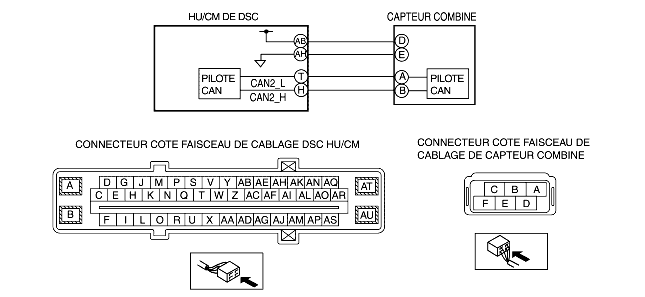 HU/CM DE DSC
CAPTEUR COMBINE
AB
D
AH
E
PILOTE
CAN
CAN2_L
CAN2_H
T
H
A
B
PILOTE
CAN
CONNECTEUR COTE FAISCEAU DE CABLAGE DSC HU/CM
CONNECTEUR COTE FAISCEAU DE
CABLAGE DE CAPTEUR COMBINE
A D G J M P S V Y AB AE AH AK AN AQ AT
C E H K N Q T W Z AC AF AI AL AO AR
B F I L O R U X AA AD AG AJ AM AP AS AU
C B A
F E D